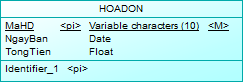 HOADON
MaHD <pi> Variable characters (10) <M>
NgayBan Date
TongTien Float
Identifier_1 <pi>